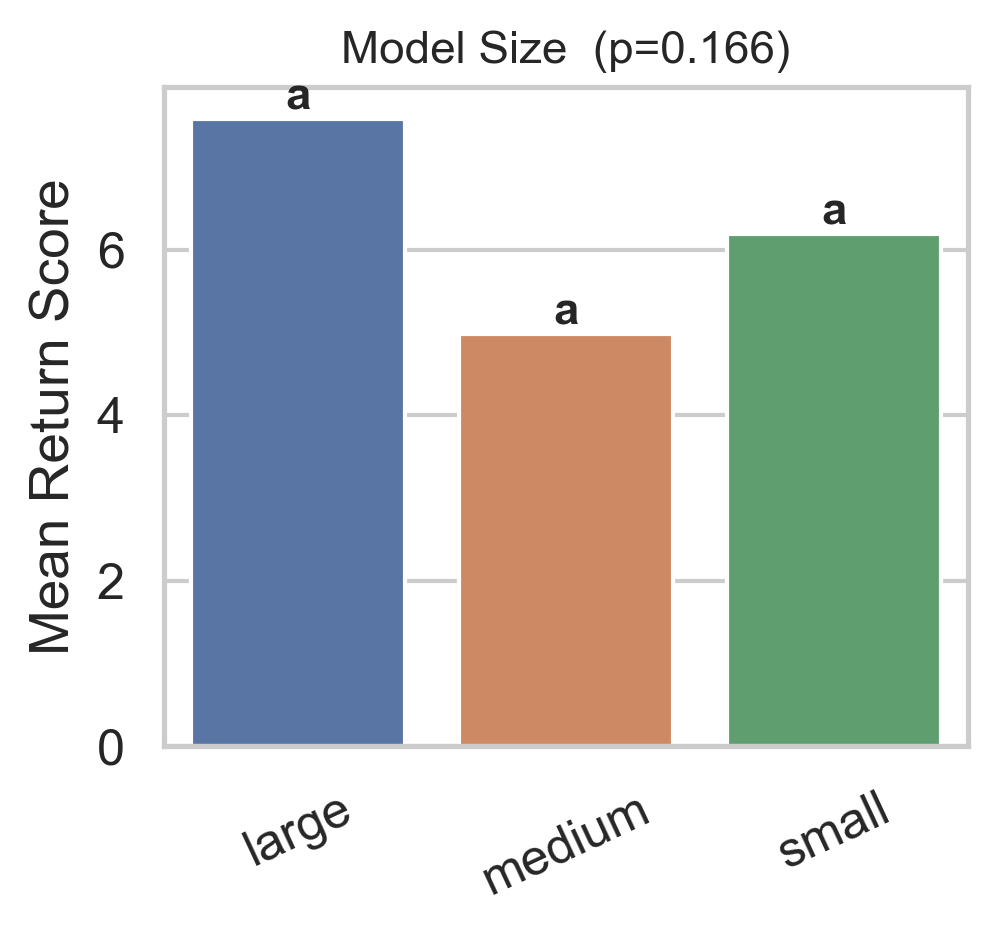 Model Size  (p=0.166)
a
a
a
Mean Return Score
6
4
2
0
large
medium
small